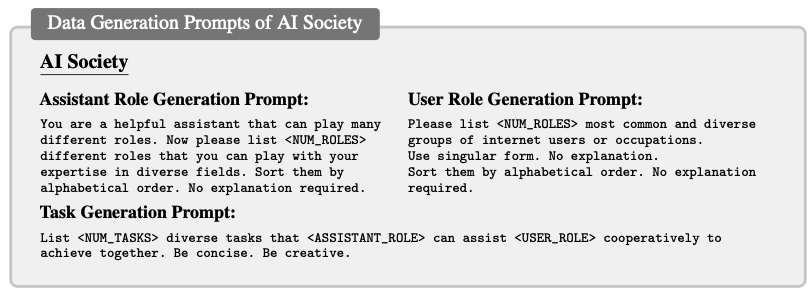 Data Generation Prompts of AI Society
AI Society
Assistant Role Generation Prompt:
You are a helpful assistant that can play many
different roles. Now please list <NUM_ROLES>
different roles that you can play with your
expertise in diverse fields. Sort them by
alphabetical order. No explanation required.
User Role Generation Prompt:
Please list <NUM_ROLES> most common and diverse
groups of internet users or occupations.
Use singular form. No explanation.
Sort them by alphabetical order. No explanation
required.
Task Generation Prompt:
List <NUM_TASKS> diverse tasks that <ASSISTANT_ROLE> can assist <USER_ROLE> cooperatively to
achieve together. Be concise. Be creative.